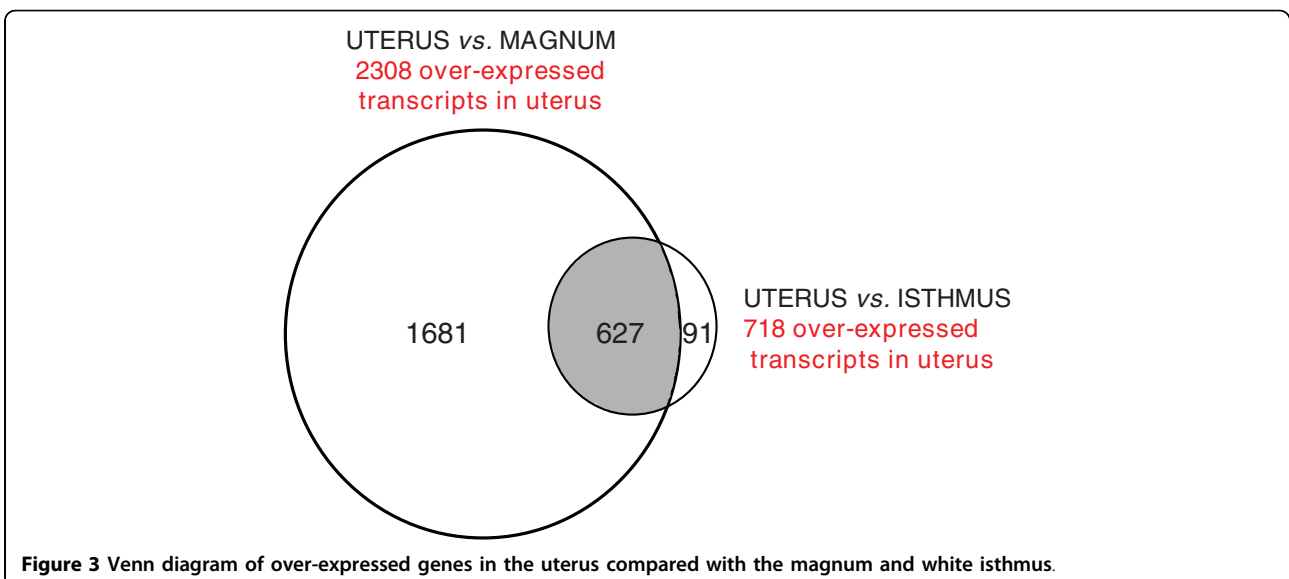 UTERUS vs. MAGNUM
2308 over-expressed
transcripts in uterus
1681
627
91
UTERUS vs. ISTHMUS
718 over-expressed
transcripts in uterus
Figure 3 Venn diagram of over-expressed genes in the uterus compared with the magnum and white isthmus.